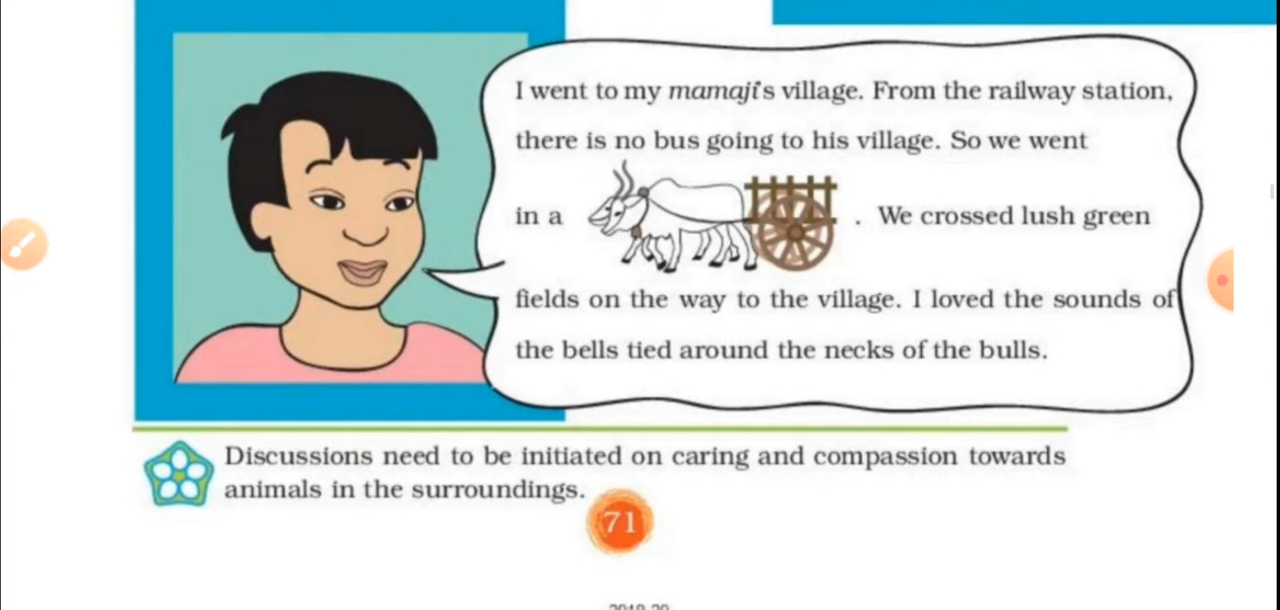 I went to my mamaji's village. From the railway station,
there is no bus going to his village. So we went
in a . We crossed lush green
fields on the way to the village. I loved the sounds of
the bells tied around the necks of the bulls.
Discussions need to be initiated on caring and compassion towards
animals in the surroundings.
71